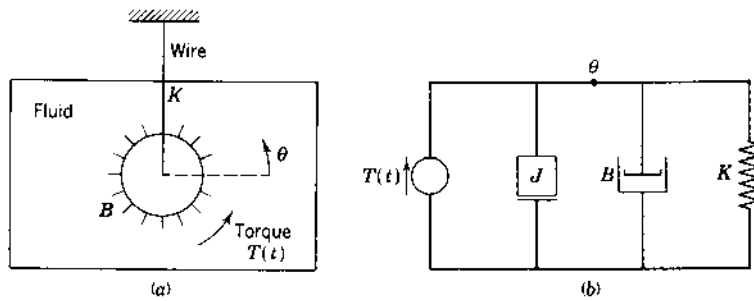 Wire
K
Fluid
θ
B
Torque
T(t)
(a)
θ
T(t)
J
B
K
(b)